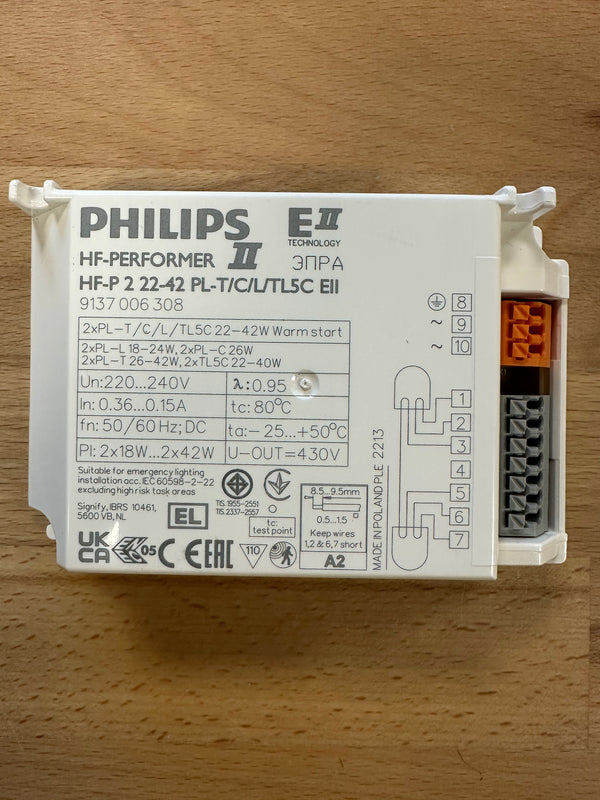 PHILIPS EII
TECHNOLOGY
HF-PERFORMER II ЭПРА
HF-P 2 22-42 PL-T/C/L/TL5C EII
9137 006 308
2xPL-T/C/L/TL5C 22-42W Warm start
2xPL-L 18-24W, 2xPL-C 26W
2xPL-T 26-42W, 2xTL5C 22-40W
Un:220...240V λ:0.95
In: 0.36...0.15A tc: 80°C
fn: 50/60Hz; DC ta:-25...+50°C
Pl: 2x18W...2x42W U-OUT=430V
Suitable for emergency lighting
installation acc. IEC 60598-2-22
excluding high risk task areas
Signify, IBRS 10461,
5600 VB, NL
EL
TIS.1955-2551
TIS.2337-2557
tc:
test point
8.5...9.5mm
0.5...1.5
Keep wires
1,2 & 6,7 short
A2
UK
CA
05
CE
EAC
110
MADE IN POLAND PLE 2213
8
~ 9
~ 10
1
2
3
4
5
6
7